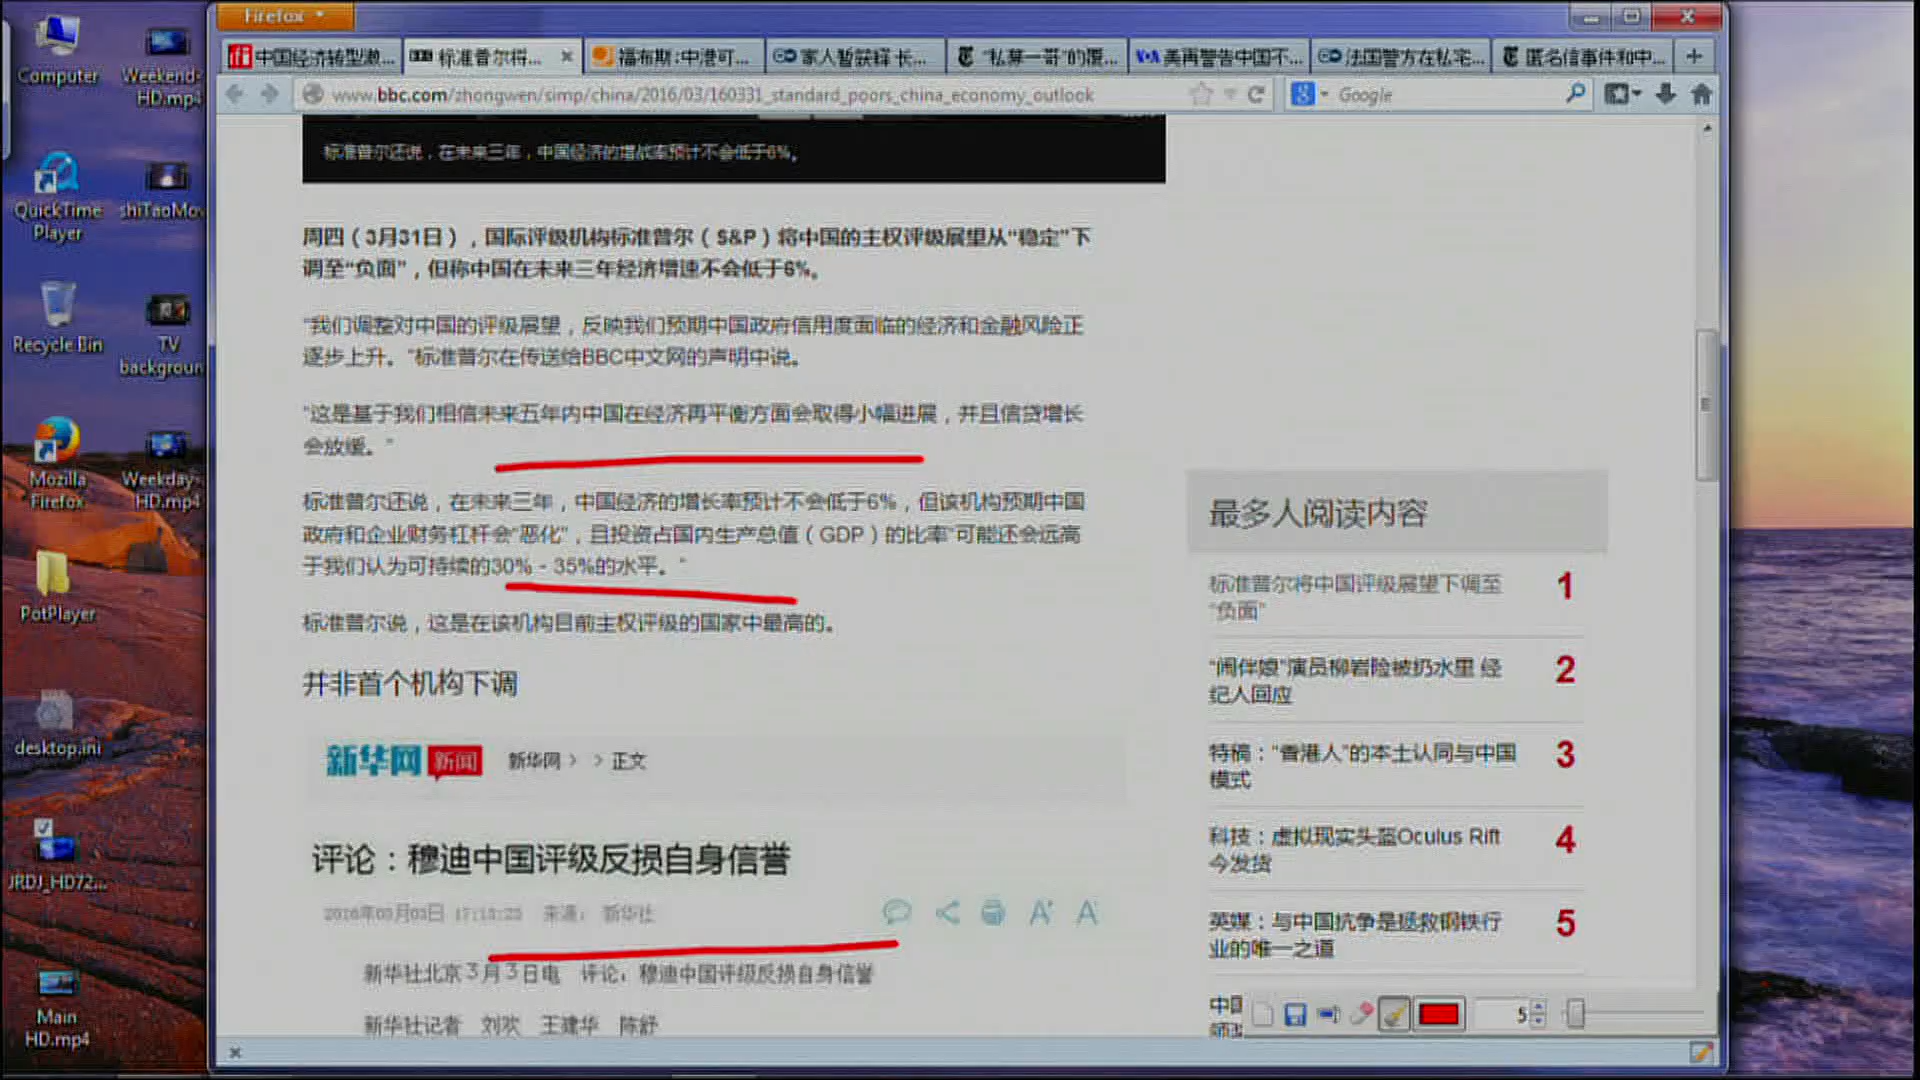 Firefox
中国经济转型激...
标准普尔将...
福布斯:中港可...
家人暂获释 长...
"私募一哥"的覆...
美再警告中国不...
法国警方在私宅...
匿名信事件和中...
www.bbc.com/zhongwen/simp/china/2016/03/160331_standard_poors_china_economy_outlook
Google
Computer
Weekend-HD.mp4
QuickTime Player
shiTaoMov
Recycle Bin
TV backgroun
Mozilla Firefox
Weekday-HD.mp4
PotPlayer
desktop.ini
JRDJ_HD72...
Main HD.mp4
标准普尔还说，在未来三年，中国经济的增长率预计不会低于6%。
周四（3月31日），国际评级机构标准普尔（S&P）将中国的主权评级展望从“稳定”下
调至“负面”，但称中国在未来三年经济增速不会低于6%。
“我们调整对中国的评级展望，反映我们预期中国政府信用度面临的经济和金融风险正
逐步上升。”标准普尔在传送给BBC中文网的声明中说。
“这是基于我们相信未来五年内中国在经济再平衡方面会取得小幅进展，并且信贷增长
会放缓。”
标准普尔还说，在未来三年，中国经济的增长率预计不会低于6%，但该机构预期中国
政府和企业财务杠杆会“恶化”，且投资占国内生产总值（GDP）的比率“可能还会远高
于我们认为可持续的30% - 35%的水平。”
标准普尔说，这是在该机构目前主权评级的国家中最高的。
并非首个机构下调
新华网 新闻 新华网 > > 正文
评论：穆迪中国评级反损自身信誉
2016年03月03日 17:13:23 来源： 新华社
新华社北京3月3日电 评论：穆迪中国评级反损自身信誉
新华社记者 刘欢 王建华 陈舒
最多人阅读内容
标准普尔将中国评级展望下调至
“负面”
1
“闹伴娘”演员柳岩险被扔水里 经
纪人回应
2
特稿：“香港人”的本土认同与中国
模式
3
科技：虚拟现实头盔Oculus Rift
今发货
4
英媒：与中国抗争是拯救钢铁行
业的唯一之道
5
5